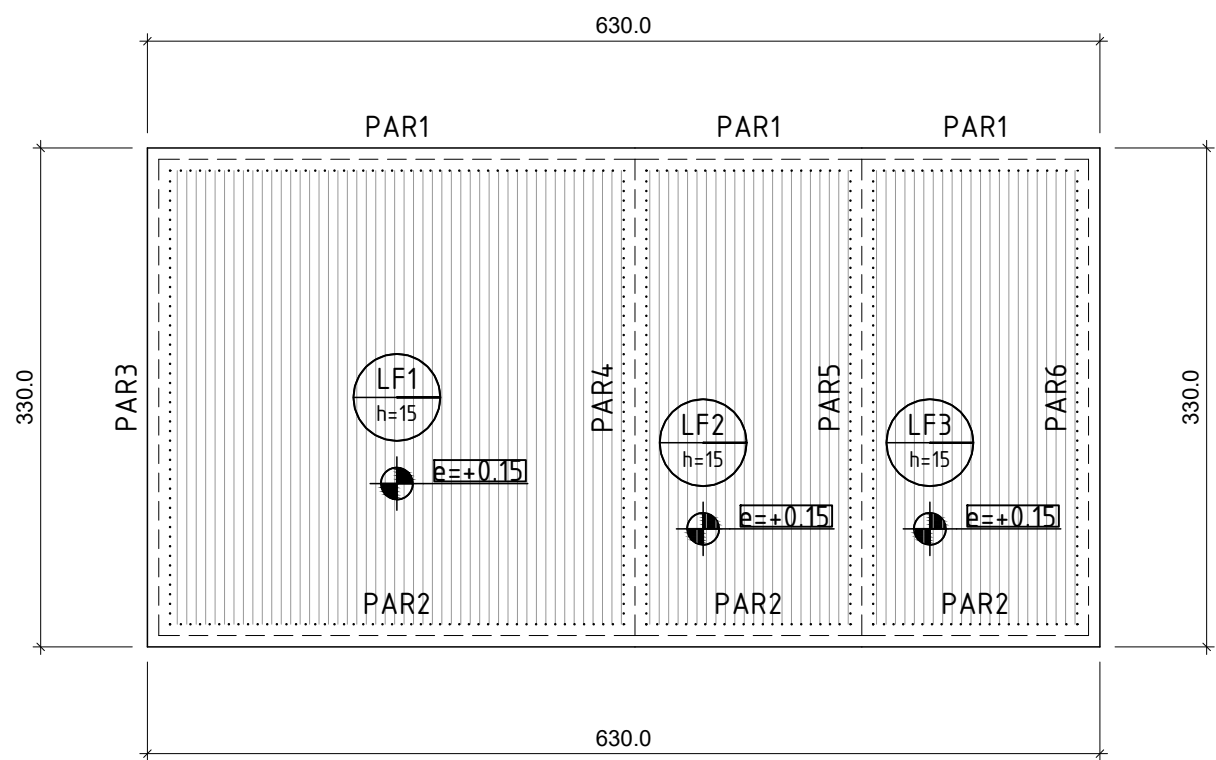 630.0
PAR1 PAR1 PAR1
330.0
PAR3
LF1
h=15
e=+0.15
PAR2
PAR4
LF2
h=15
e=+0.15
PAR2
PAR5
LF3
h=15
e=+0.15
PAR2
PAR6
330.0
630.0